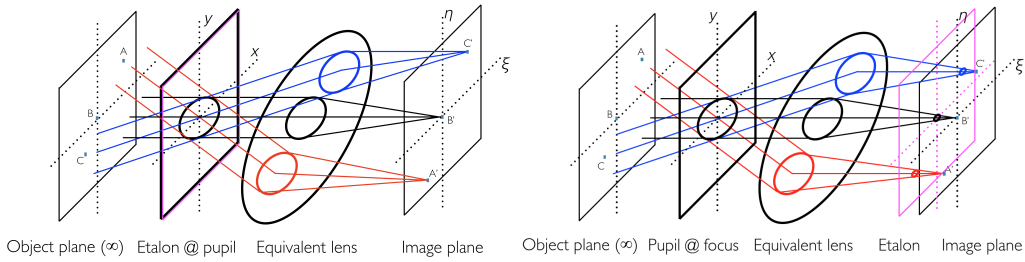 y
η
C'
A
x
ξ
B
B'
C
A'
Object plane (∞) Etalon @ pupil Equivalent lens Image plane
y
η
A
x
C'
ξ
B
B'
C
A'
Object plane (∞) Pupil @ focus Equivalent lens Etalon Image plane